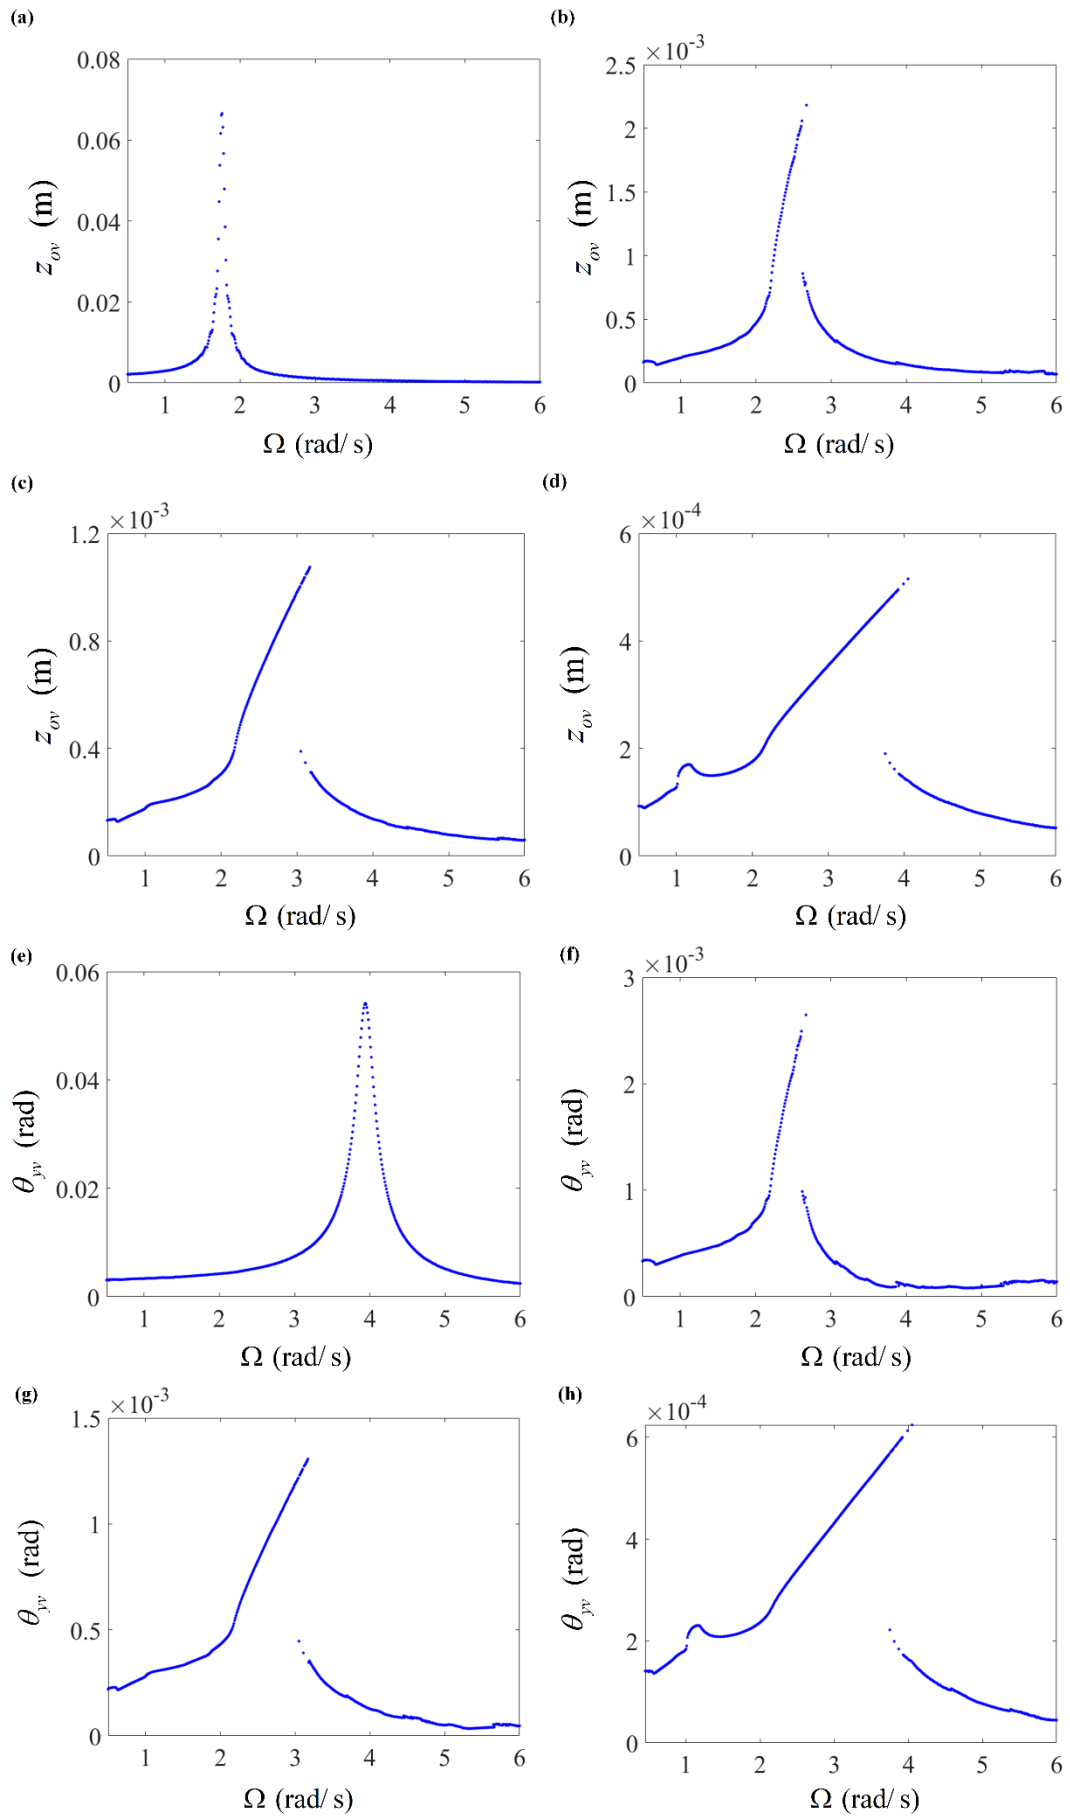 (a)
0.08
0.06
0.04
0.02
0
z_ov (m)
1 2 3 4 5 6
Ω (rad/ s)
(b)
×10^-3
2.5
2
1.5
1
0.5
0
z_ov (m)
1 2 3 4 5 6
Ω (rad/ s)
(c)
×10^-3
1.2
0.8
0.4
0
z_ov (m)
1 2 3 4 5 6
Ω (rad/ s)
(d)
×10^-4
6
4
2
0
z_ov (m)
1 2 3 4 5 6
Ω (rad/ s)
(e)
0.06
0.04
0.02
0
θ_yv (rad)
1 2 3 4 5 6
Ω (rad/ s)
(f)
×10^-3
3
2
1
0
θ_yv (rad)
1 2 3 4 5 6
Ω (rad/ s)
(g)
×10^-3
1.5
1
0.5
0
θ_yv (rad)
1 2 3 4 5 6
Ω (rad/ s)
(h)
×10^-4
6
4
2
0
θ_yv (rad)
1 2 3 4 5 6
Ω (rad/ s)